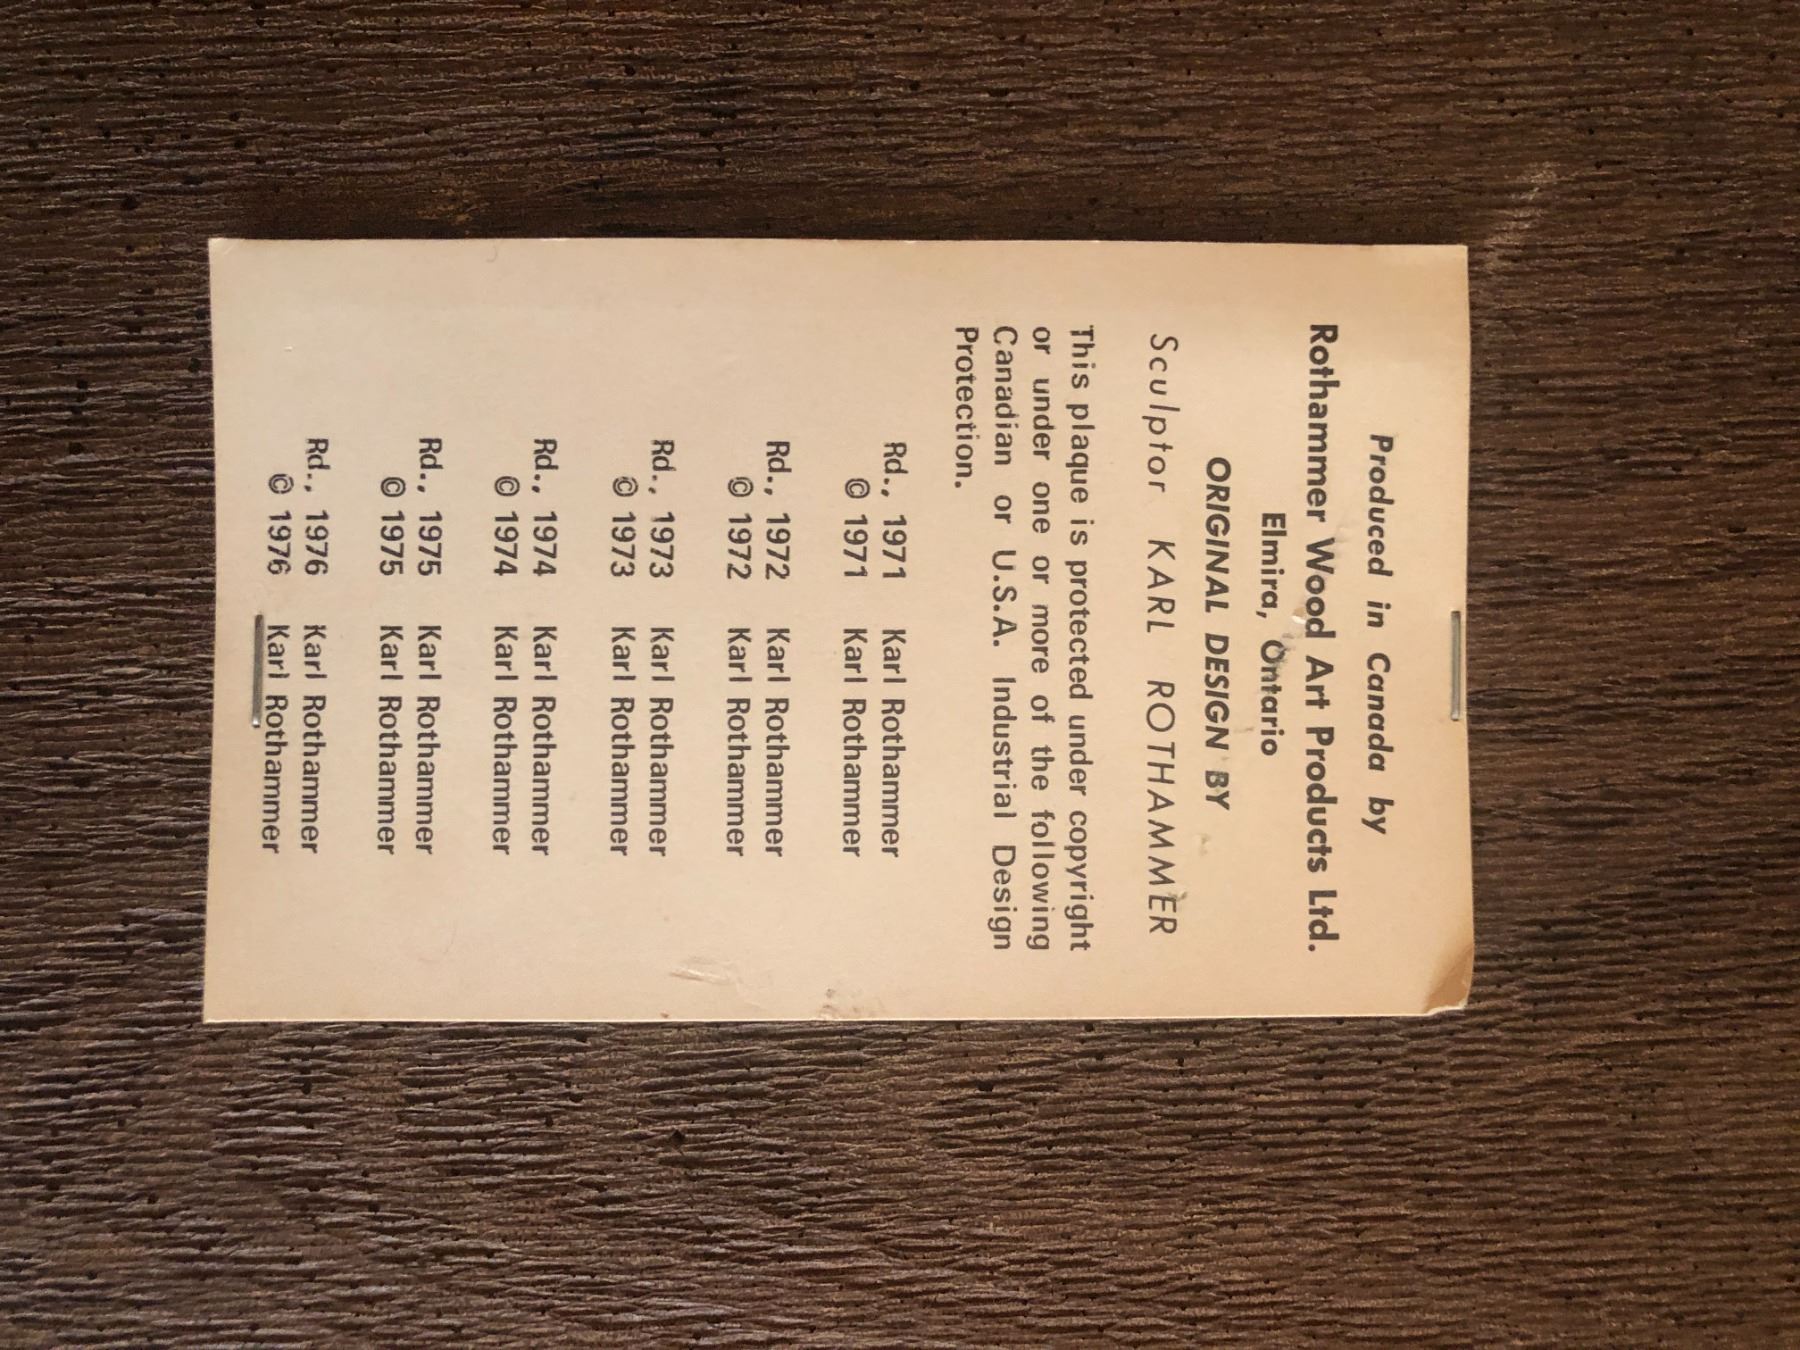 Produced in Canada by
Rothammer Wood Art Products Ltd.
Elmira, Ontario
ORIGINAL DESIGN BY
Sculptor KARL ROTHAMMER
This plaque is protected under copyright
or under one or more of the following
Canadian or U.S.A. Industrial Design
Protection.
Rd., 1971 Karl Rothammer
© 1971 Karl Rothammer
Rd., 1972 Karl Rothammer
© 1972 Karl Rothammer
Rd., 1973 Karl Rothammer
© 1973 Karl Rothammer
Rd., 1974 Karl Rothammer
© 1974 Karl Rothammer
Rd., 1975 Karl Rothammer
© 1975 Karl Rothammer
Rd., 1976 Karl Rothammer
© 1976 Karl Rothammer